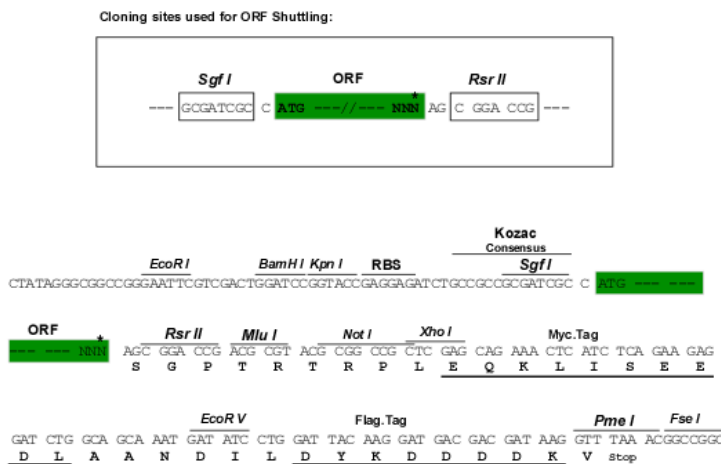 Cloning sites used for ORF Shuttling:
Sgf I ORF Rsr II
*
--- GCGATCGC C ATG ---//--- NNN AG C GGA CCG ---
Kozac
Consensus
EcoR I BamH I Kpn I RBS Sgf I
CTATAGGGCGGCCGGGAATTCGTCGACTGGATCCGGTACCGAGGAGATCTGCCGCCGCGATCGC C ATG --- ---
ORF
* Rsr II Mlu I Not I Xho I Myc.Tag
--- --- NNN AGC GGA CCG ACG CGT ACG CGG CCG CTC GAG CAG AAA CTC ATC TCA GAA GAG
S G P T R T R P L E Q K L I S E E
EcoR V Flag.Tag Pme I Fse I
GAT CTG GCA GCA AAT GAT ATC CTG GAT TAC AAG GAT GAC GAC GAT AAG GTT TAA ACGGCCGGC
D L A A N D I L D Y K D D D D K V Stop